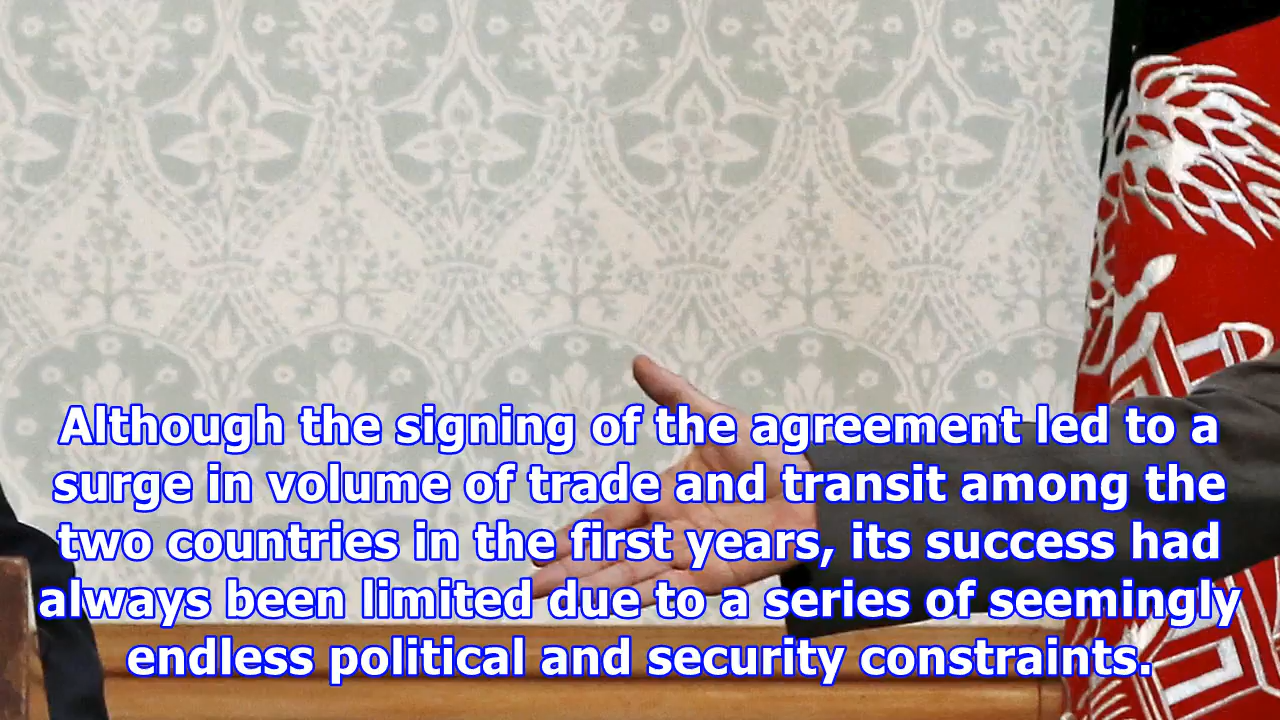 Although the signing of the agreement led to a
surge in volume of trade and transit among the
two countries in the first years, its success had
always been limited due to a series of seemingly
endless political and security constraints.